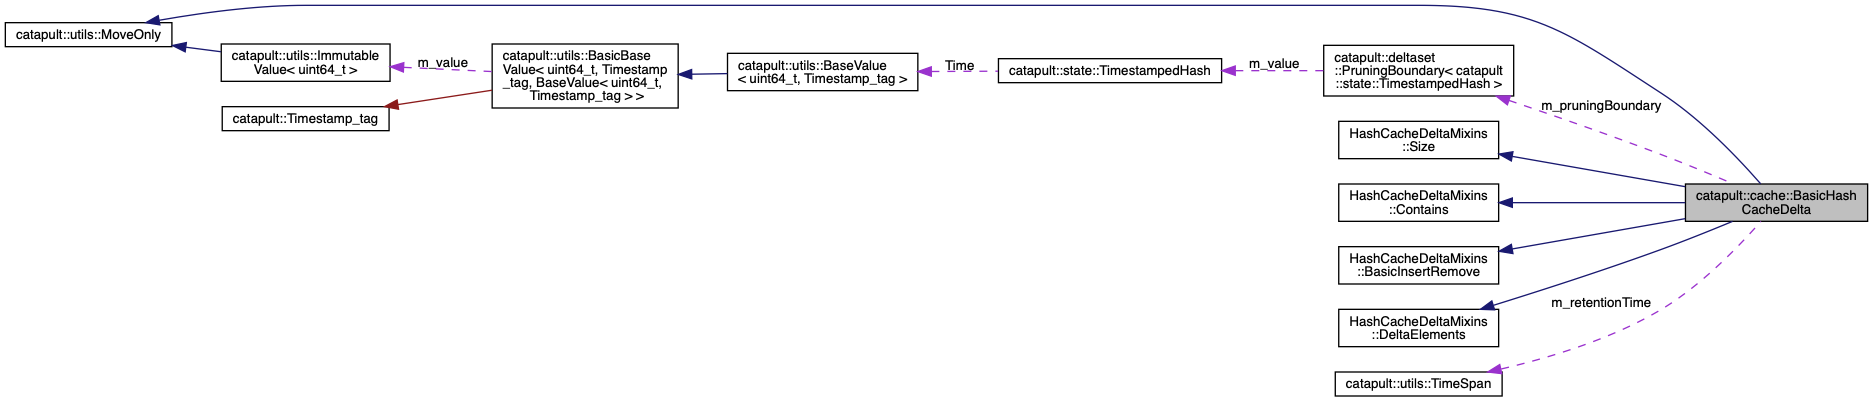 catapult::utils::MoveOnly
catapult::utils::Immutable
Value< uint64_t >
catapult::Timestamp_tag
m_value
catapult::utils::BasicBase
Value< uint64_t, Timestamp
_tag, BaseValue< uint64_t,
Timestamp_tag > >
catapult::utils::BaseValue
< uint64_t, Timestamp_tag >
Time
catapult::state::TimestampedHash
m_value
catapult::deltaset
::PruningBoundary< catapult
::state::TimestampedHash >
m_pruningBoundary
HashCacheDeltaMixins
::Size
HashCacheDeltaMixins
::Contains
HashCacheDeltaMixins
::BasicInsertRemove
HashCacheDeltaMixins
::DeltaElements
m_retentionTime
catapult::utils::TimeSpan
catapult::cache::BasicHash
CacheDelta